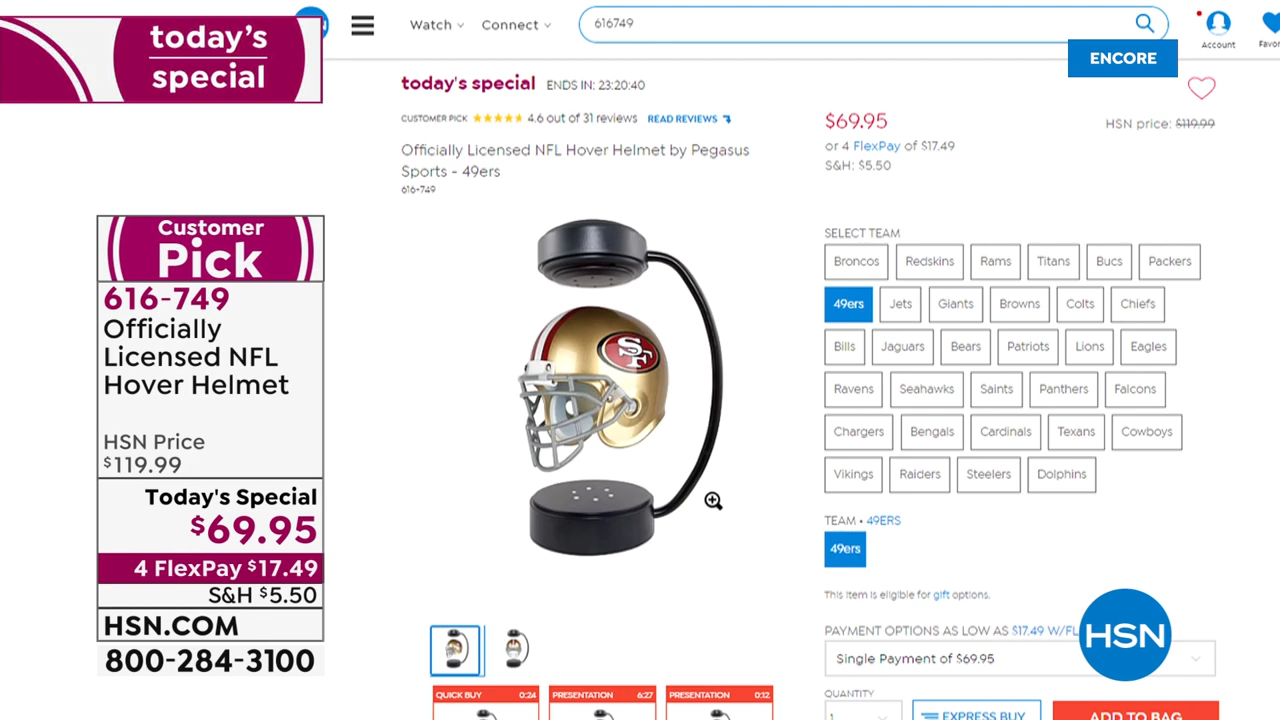 today's
special
Customer
Pick
616-749
Officially
Licensed NFL
Hover Helmet
HSN Price
$119.99
Today's Special
$69.95
4 FlexPay $17.49
S&H $5.50
HSN.COM
800-284-3100
Watch
Connect
616749
Account
ENCORE
today's special ENDS IN: 23:20:40
CUSTOMER PICK 4.6 out of 31 reviews READ REVIEWS
Officially Licensed NFL Hover Helmet by Pegasus
Sports - 49ers
616-749
SF
$69.95
HSN price: $119.99
or 4 FlexPay of $17.49
S&H: $5.50
SELECT TEAM
Broncos Redskins Rams Titans Bucs Packers
49ers Jets Giants Browns Colts Chiefs
Bills Jaguars Bears Patriots Lions Eagles
Ravens Seahawks Saints Panthers Falcons
Chargers Bengals Cardinals Texans Cowboys
Vikings Raiders Steelers Dolphins
TEAM • 49ERS
49ers
This item is eligible for gift options.
PAYMENT OPTIONS AS LOW AS $17.49 W/FL
HSN
Single Payment of $69.95
QUANTITY
1
EXPRESS BUY
ADD TO BAG
QUICK BUY 0:24
PRESENTATION 6:27
PRESENTATION 0:12